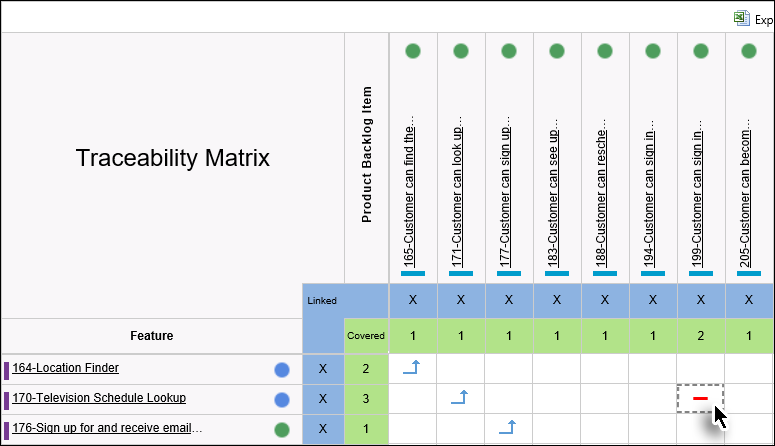 Exp
Traceability Matrix
Product Backlog Item
165-Customer can find the...
171-Customer can look up...
177-Customer can sign up...
183-Customer can see up...
188-Customer can resche...
194-Customer can sign in...
199-Customer can sign in...
205-Customer can becom...
Linked X X X X X X X X
Feature Covered 1 1 1 1 1 1 2 1
164-Location Finder X 2
170-Television Schedule Lookup X 3
176-Sign up for and receive email... X 1